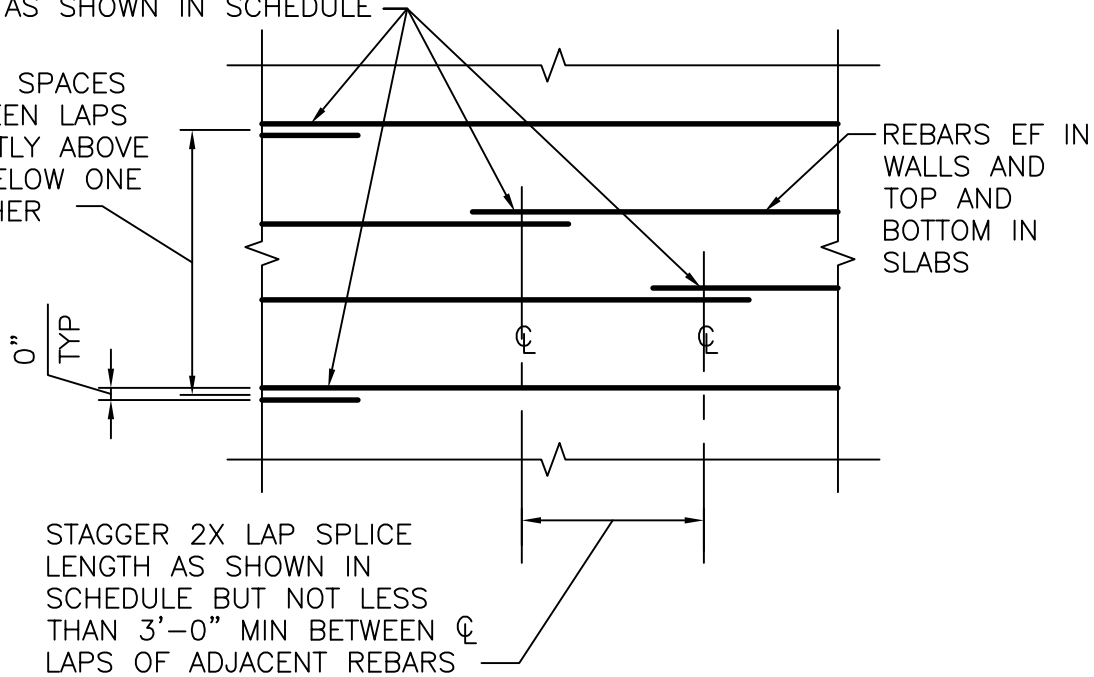 AS SHOWN IN SCHEDULE
SPACES
EEN LAPS
TLY ABOVE
ELOW ONE
HER
REBARS EF IN
WALLS AND
TOP AND
BOTTOM IN
SLABS
0"
TYP
℄
℄
STAGGER 2X LAP SPLICE
LENGTH AS SHOWN IN
SCHEDULE BUT NOT LESS
THAN 3'-0" MIN BETWEEN ℄
LAPS OF ADJACENT REBARS